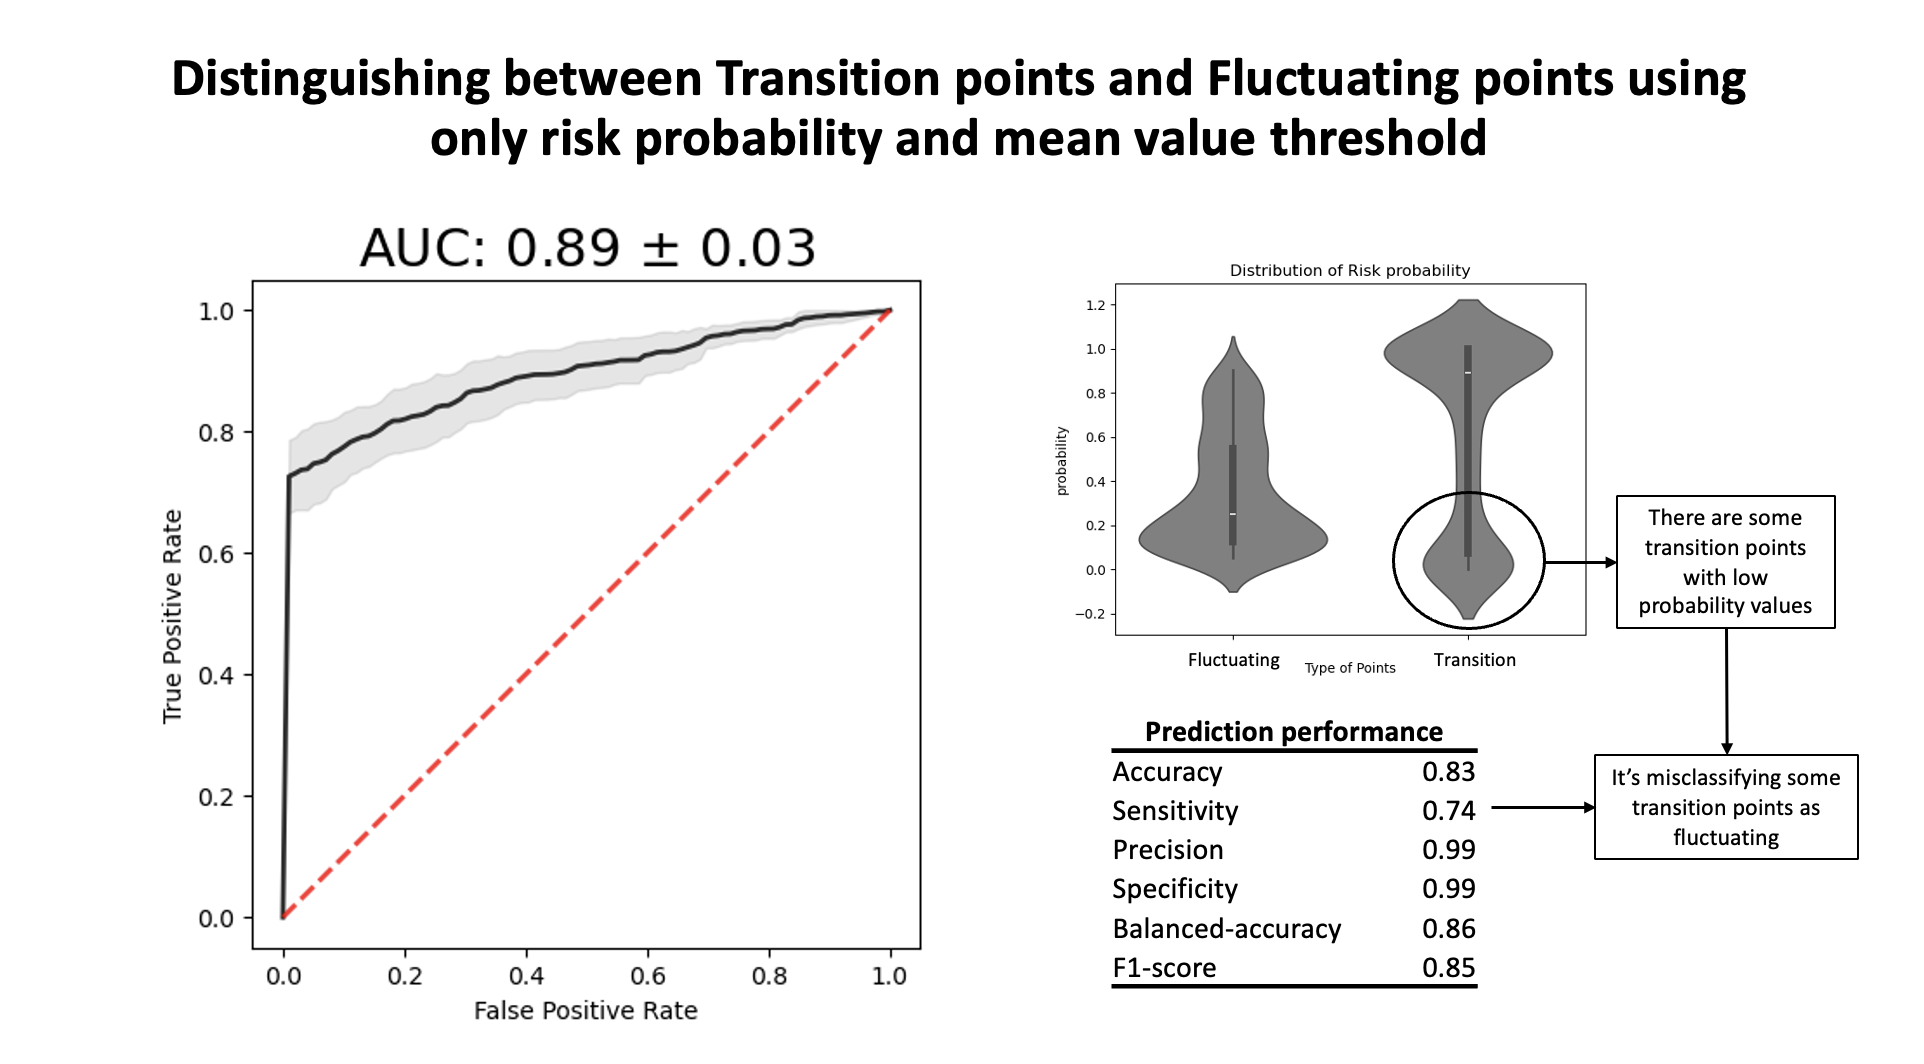 Distinguishing between Transition points and Fluctuating points using
only risk probability and mean value threshold
AUC: 0.89 ± 0.03
1.0
0.8
0.6
0.4
0.2
0.0
True Positive Rate
0.0 0.2 0.4 0.6 0.8 1.0
False Positive Rate
Distribution of Risk probability
1.2
1.0
0.8
0.6
0.4
0.2
0.0
−0.2
probability
Fluctuating Transition
Type of Points
There are some
transition points
with low
probability values
Prediction performance
Accuracy 0.83
Sensitivity 0.74
Precision 0.99
Specificity 0.99
Balanced-accuracy 0.86
F1-score 0.85
It’s misclassifying some
transition points as
fluctuating